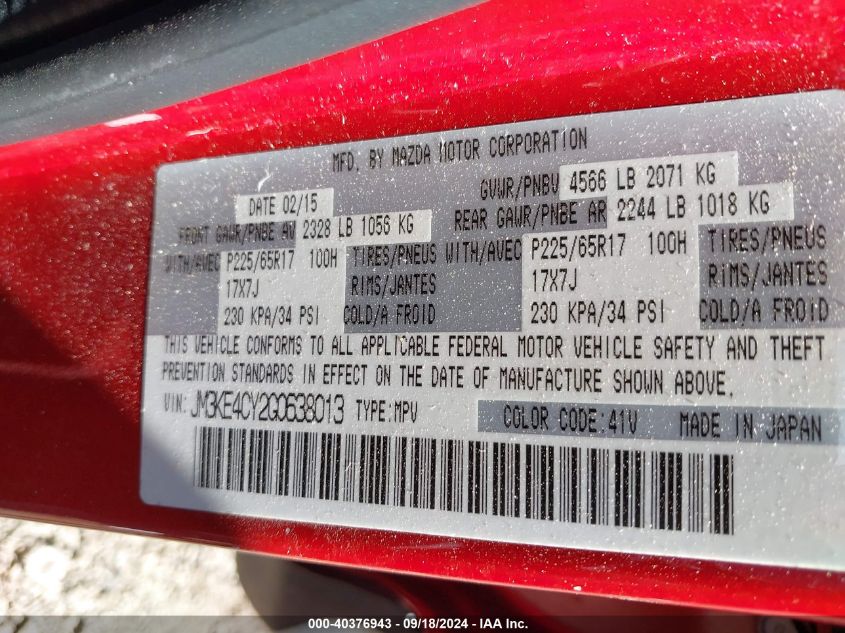 MFD. BY MAZDA MOTOR CORPORATION
DATE 02/15 GVWR/PNBV 4566 LB 2071 KG
FRONT GAWR/PNBE AV 2328 LB 1056 KG REAR GAWR/PNBE AR 2244 LB 1018 KG
WITH/AVEC P225/65R17 100H TIRES/PNEUS WITH/AVEC P225/65R17 100H TIRES/PNEUS
17X7J RIMS/JANTES 17X7J RIMS/JANTES
230 KPA/34 PSI COLD/A FROID 230 KPA/34 PSI COLD/A FROID
THIS VEHICLE CONFORMS TO ALL APPLICABLE FEDERAL MOTOR VEHICLE SAFETY AND THEFT
PREVENTION STANDARDS IN EFFECT ON THE DATE OF MANUFACTURE SHOWN ABOVE.
VIN: JM3KE4CY2G0638013 TYPE:MPV COLOR CODE:41V MADE IN JAPAN
000-40376943 - 09/18/2024 - IAA Inc.